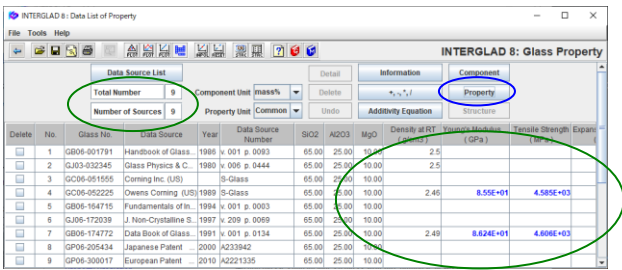 INTERGLAD 8: Data List of Property
File Tools Help
INTERGLAD 8: Glass Property
Data Source List Detail Information Component
Total Number 9 Component Unit mass% Delete +, -, *, / Property
Number of Sources 9 Property Unit Common Undo Additivity Equation Structure
Delete No. Glass No. Data Source Year Data Source Number SiO2 Al2O3 MgO Density at RT (g/cm3) Young's Modulus (GPa) Tensile Strength (MPa) Expan
1 GB06-001791 Handbook of Glass... 1986 v. 001 p. 0093 65.00 25.00 10.00 2.5
2 GJ03-032345 Glass Physics & C... 1980 v. 006 p. 0444 65.00 25.00 10.00 2.5
3 GC06-051555 Corning Inc. (US) S-Glass 65.00 25.00 10.00
4 GC06-052225 Owens Corning (US) 1989 S-Glass 65.00 25.00 10.00 2.46 8.55E+01 4.585E+03
5 GB06-164715 Fundamentals of In... 1994 v. 001 p. 0003 65.00 25.00 10.00
6 GJ06-172039 J. Non-Crystalline S... 1997 v. 209 p. 0069 65.00 25.00 10.00
7 GB06-174772 Data Book of Glass... 1991 v. 001 p. 0134 65.00 25.00 10.00 2.49 8.624E+01 4.606E+03
8 GP06-205434 Japanese Patent ... 2000 A233942 65.00 25.00 10.00
9 GP06-300017 European Patent ... 2010 A2221335 65.00 25.00 10.00